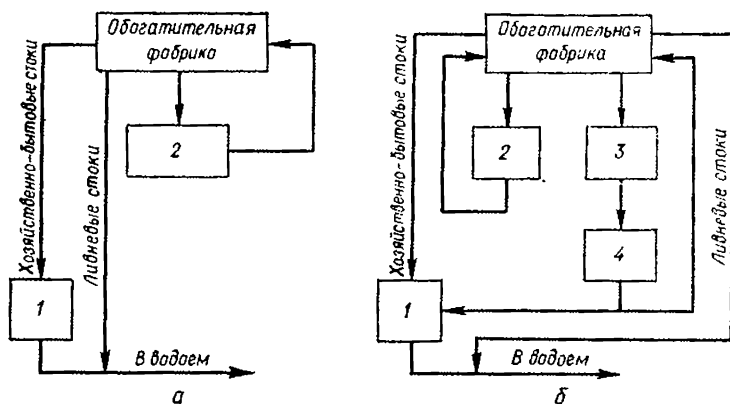 Обогатительная
фабрика
Хозяйственно-бытовые стоки
Ливневые стоки
2
1
В водоем
а
Обогатительная
фабрика
Хозяйственно-бытовые стоки
2
3
4
1
Ливневые стоки
В водоем
б